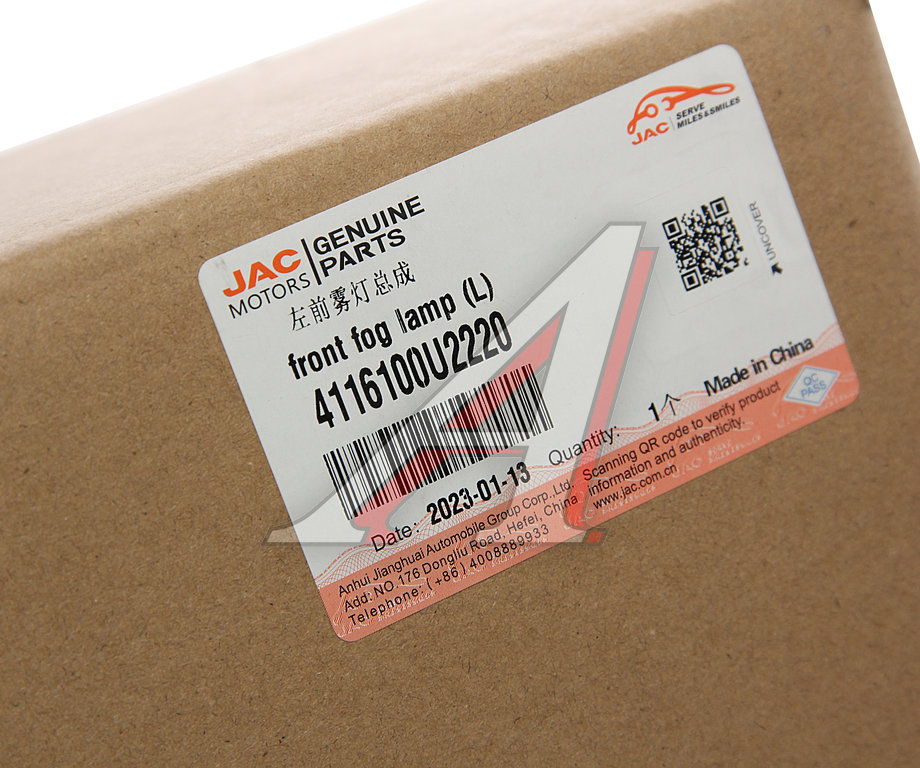 JAC
MOTORS
GENUINE
PARTS
JAC
SERVE
MILES&SMILES
左前雾灯总成
front fog lamp (L)
4116100U2220
UNCOVER
Date: 2023-01-13
Quantity: 1个
Made in China
QC
PASS
Anhui Jianghuai Automobile Group Corp.,Ltd.
Add: NO.176 Dongliu Road, Hefei, China
Telephone: (+86)4008889933
Scanning QR code to verify product
information and authenticity.
www.jac.com.cn